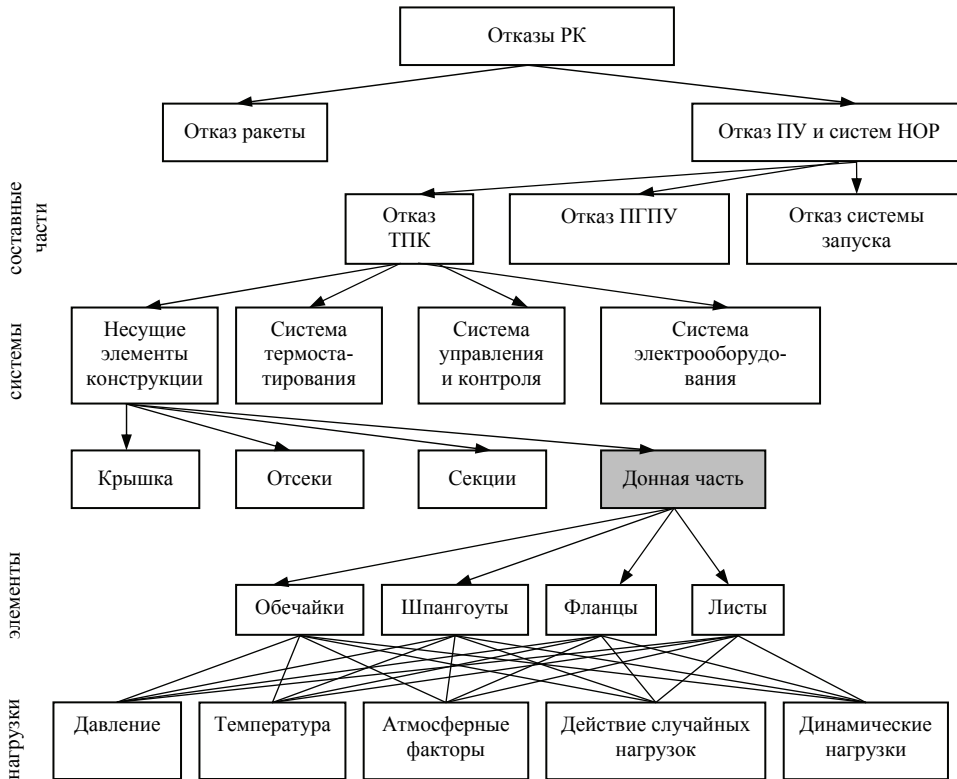 Отказы РК
Отказ ракеты
Отказ ПУ и систем НОР
составные
части
Отказ
ТПК
Отказ ПГПУ
Отказ системы
запуска
системы
Несущие
элементы
конструкции
Система
термоста-
тирования
Система
управления
и контроля
Система
электрооборудо-
вания
Крышка
Отсеки
Секции
Донная часть
элементы
Обечайки
Шпангоуты
Фланцы
Листы
нагрузки
Давление
Температура
Атмосферные
факторы
Действие случайных
нагрузок
Динамические
нагрузки